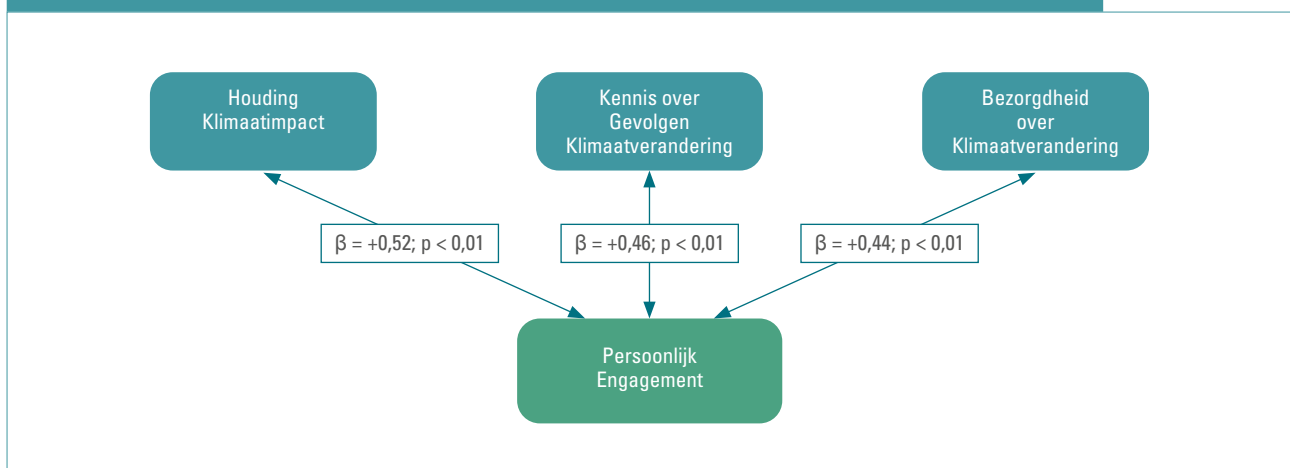 Houding
Klimaatimpact
Kennis over
Gevolgen
Klimaatverandering
Bezorgdheid
over
Klimaatverandering
β = +0,52; p < 0,01
β = +0,46; p < 0,01
β = +0,44; p < 0,01
Persoonlijk
Engagement